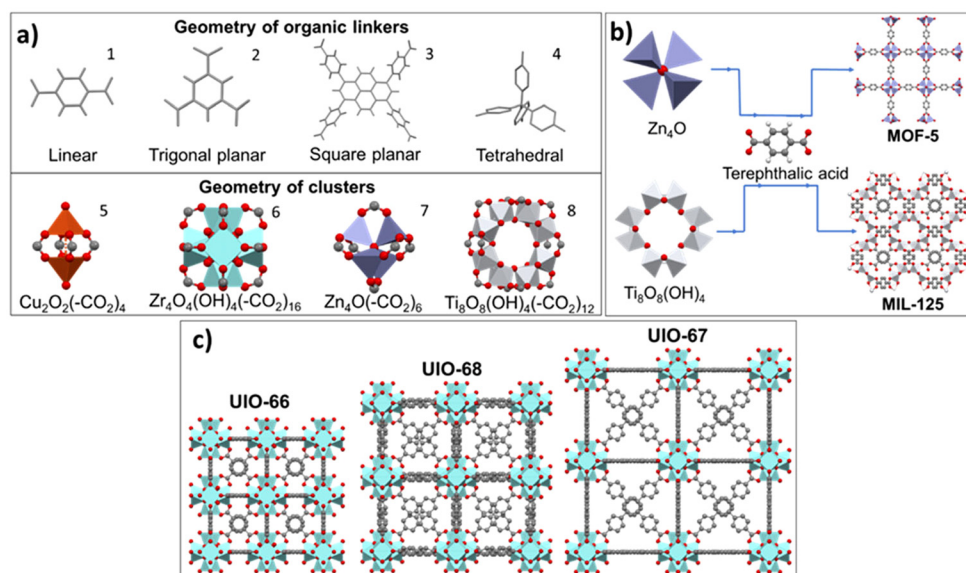 a)
Geometry of organic linkers
1
2
3
4
Linear
Trigonal planar
Square planar
Tetrahedral
Geometry of clusters
5
6
7
8
Cu₂O₂(-CO₂)₄
Zr₄O₄(OH)₄(-CO₂)₁₆
Zn₄O(-CO₂)₆
Ti₈O₈(OH)₄(-CO₂)₁₂
b)
Zn₄O
MOF-5
Terephthalic acid
Ti₈O₈(OH)₄
MIL-125
c)
UIO-66
UIO-68
UIO-67